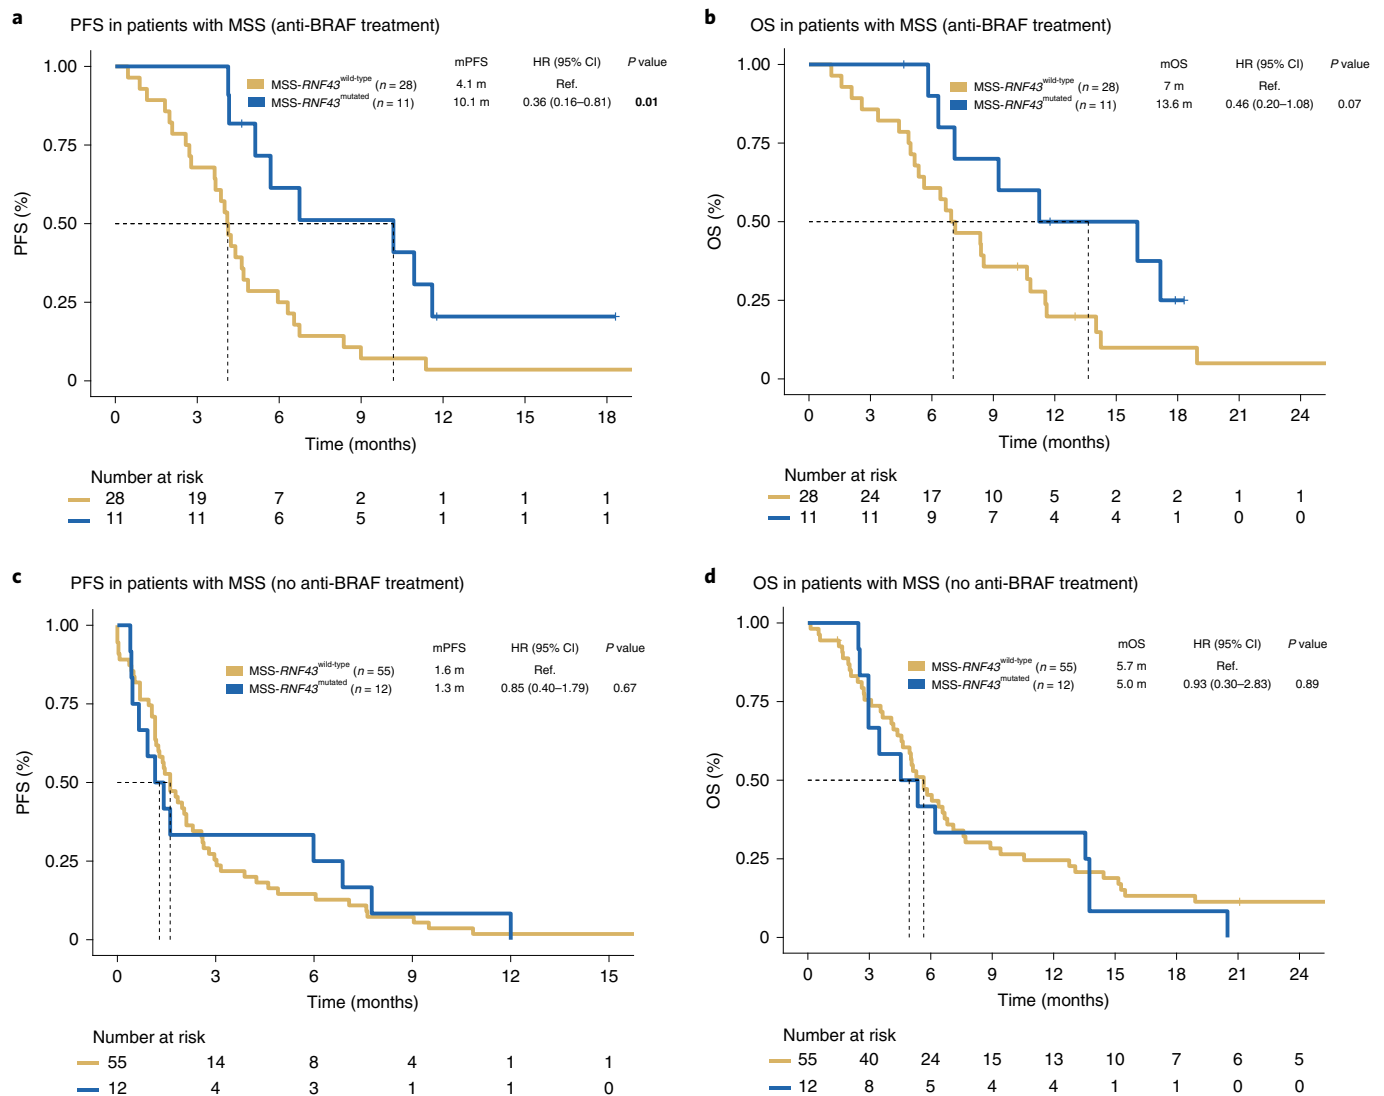 a
PFS in patients with MSS (anti-BRAF treatment)
mPFS HR (95% CI) P value
MSS-RNF43wild-type (n = 28) 4.1 m Ref.
MSS-RNF43mutated (n = 11) 10.1 m 0.36 (0.16–0.81) 0.01
PFS (%)
1.00
0.75
0.50
0.25
0
0 3 6 9 12 15 18
Time (months)
Number at risk
28 19 7 2 1 1 1
11 11 6 5 1 1 1
b
OS in patients with MSS (anti-BRAF treatment)
mOS HR (95% CI) P value
MSS-RNF43wild-type (n = 28) 7 m Ref.
MSS-RNF43mutated (n = 11) 13.6 m 0.46 (0.20–1.08) 0.07
OS (%)
1.00
0.75
0.50
0.25
0
0 3 6 9 12 15 18 21 24
Time (months)
Number at risk
28 24 17 10 5 2 2 1 1
11 11 9 7 4 4 1 0 0
c
PFS in patients with MSS (no anti-BRAF treatment)
mPFS HR (95% CI) P value
MSS-RNF43wild-type (n = 55) 1.6 m Ref.
MSS-RNF43mutated (n = 12) 1.3 m 0.85 (0.40–1.79) 0.67
PFS (%)
1.00
0.75
0.50
0.25
0
0 3 6 9 12 15
Time (months)
Number at risk
55 14 8 4 1 1
12 4 3 1 1 0
d
OS in patients with MSS (no anti-BRAF treatment)
mOS HR (95% CI) P value
MSS-RNF43wild-type (n = 55) 5.7 m Ref.
MSS-RNF43mutated (n = 12) 5.0 m 0.93 (0.30–2.83) 0.89
OS (%)
1.00
0.75
0.50
0.25
0
0 3 6 9 12 15 18 21 24
Time (months)
Number at risk
55 40 24 15 13 10 7 6 5
12 8 5 4 4 1 1 0 0